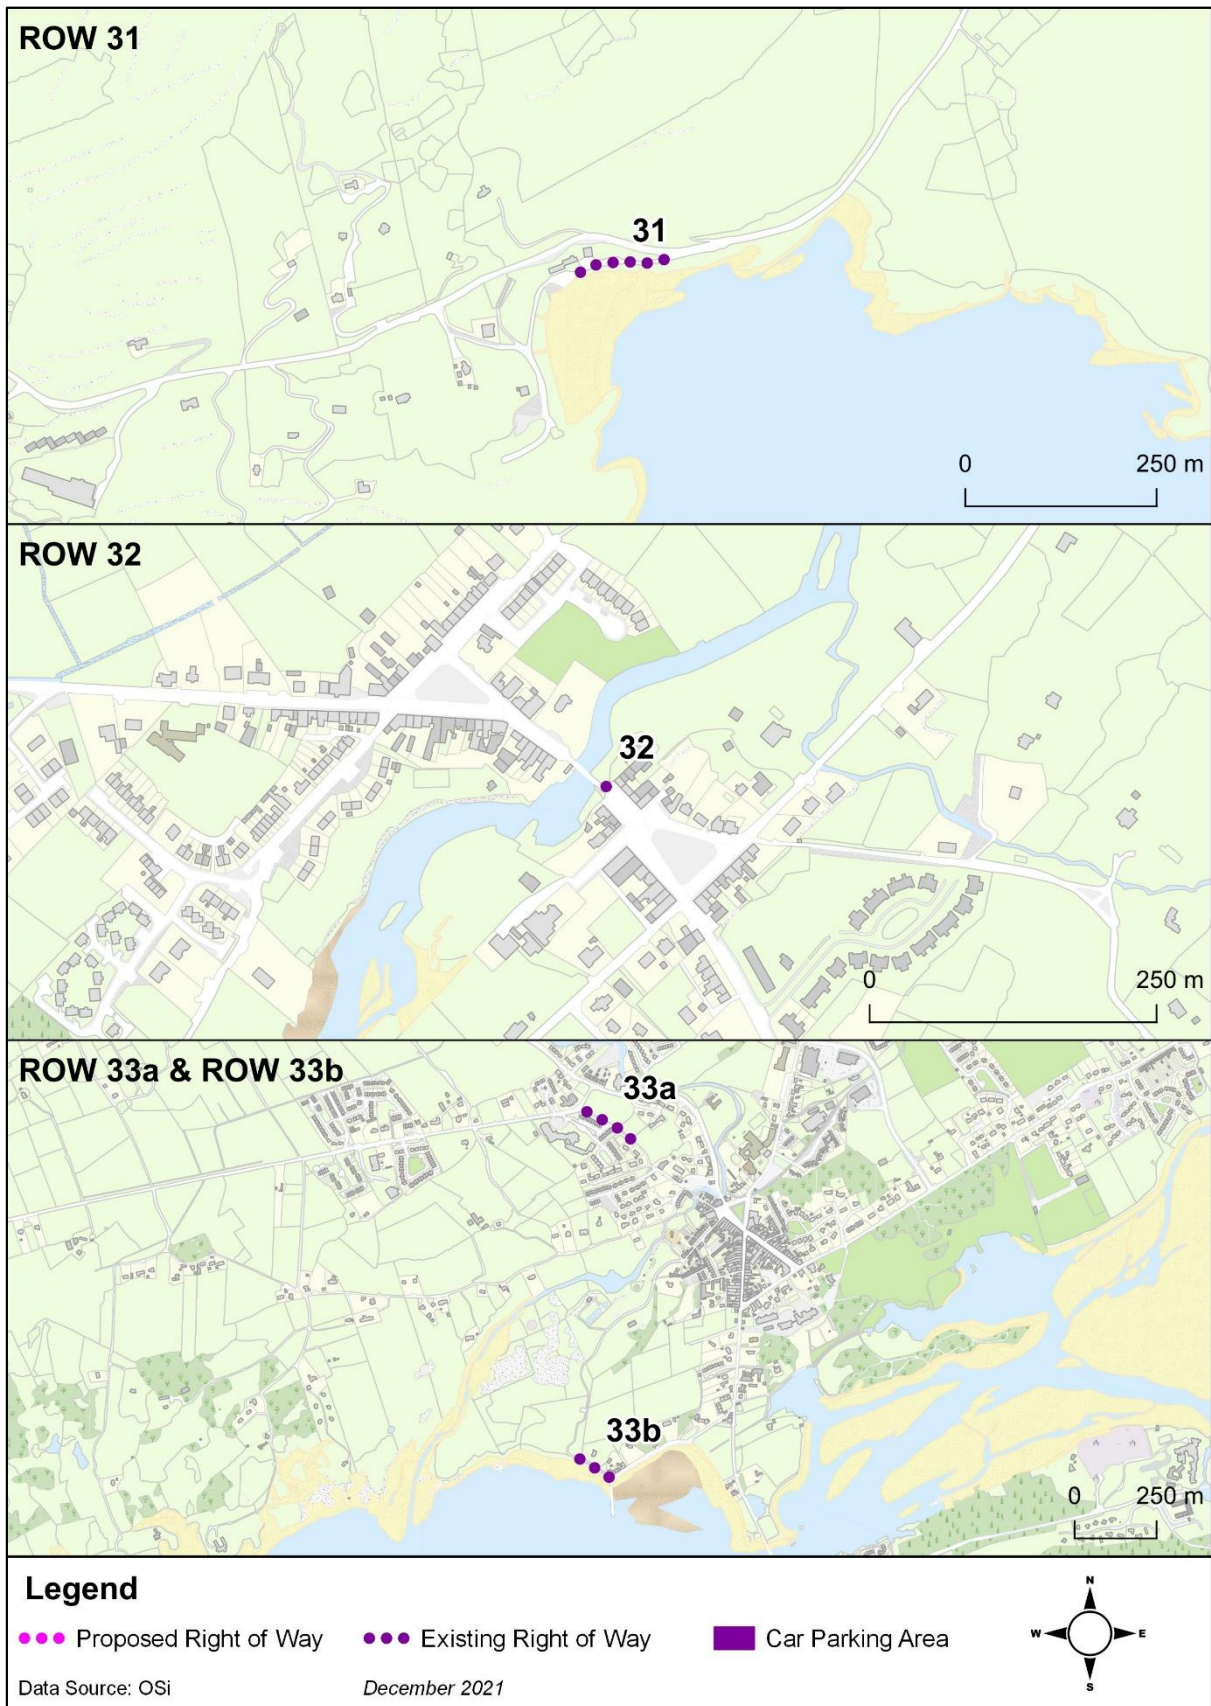 ROW 31
31
0 250 m
ROW 32
32
0 250 m
ROW 33a & ROW 33b
33a
33b
0 250 m
Legend
Proposed Right of Way Existing Right of Way Car Parking Area
Data Source: OSi December 2021
N
W E
S